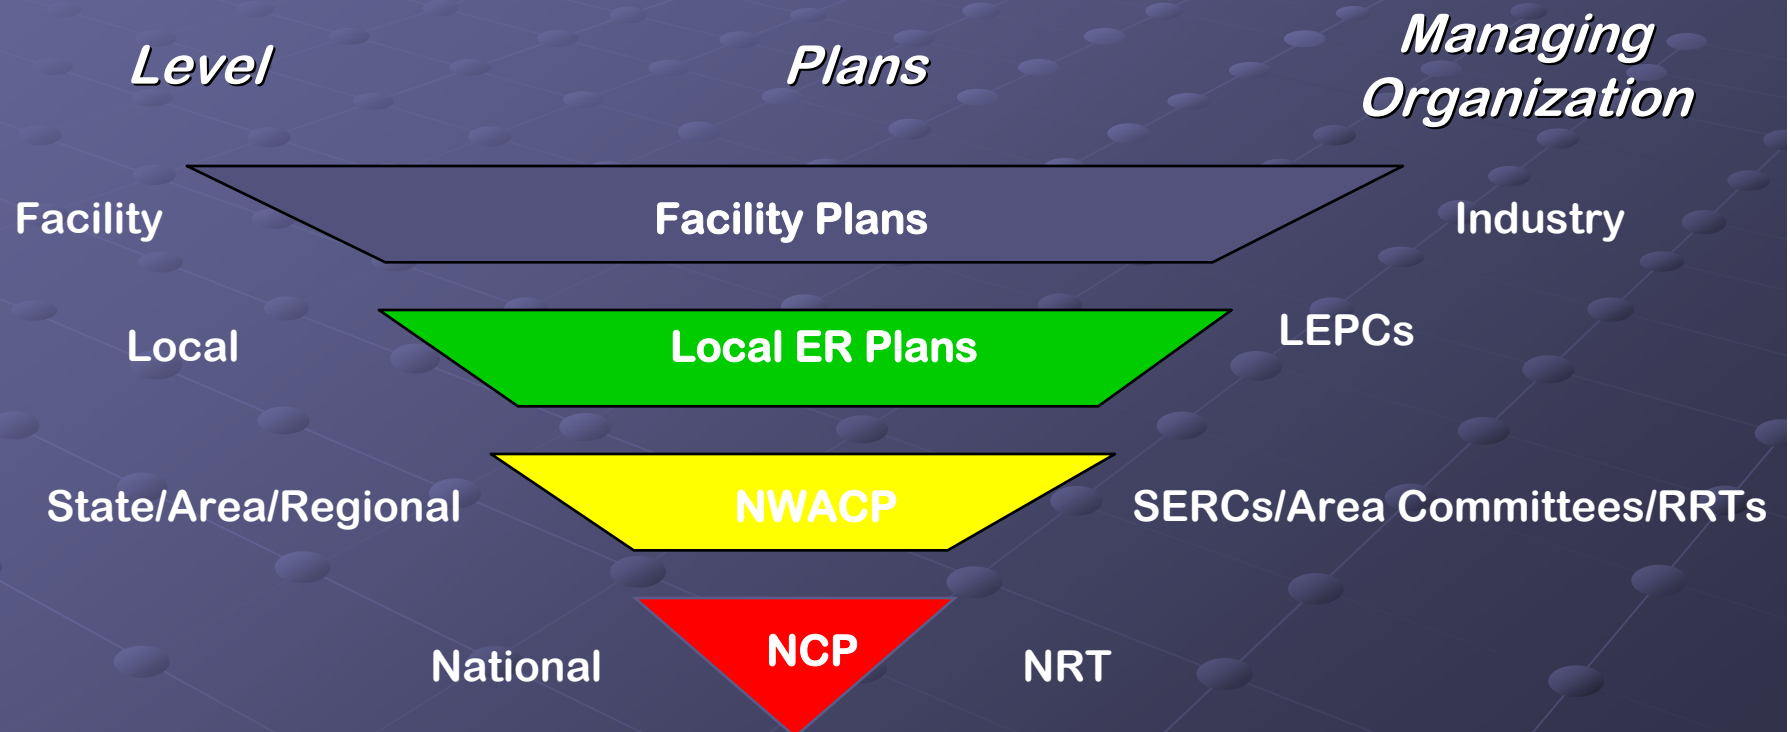 Level Plans Managing
Organization
Facility Facility Plans Industry
Local Local ER Plans LEPCs
State/Area/Regional NWACP SERCs/Area Committees/RRTs
National NCP NRT